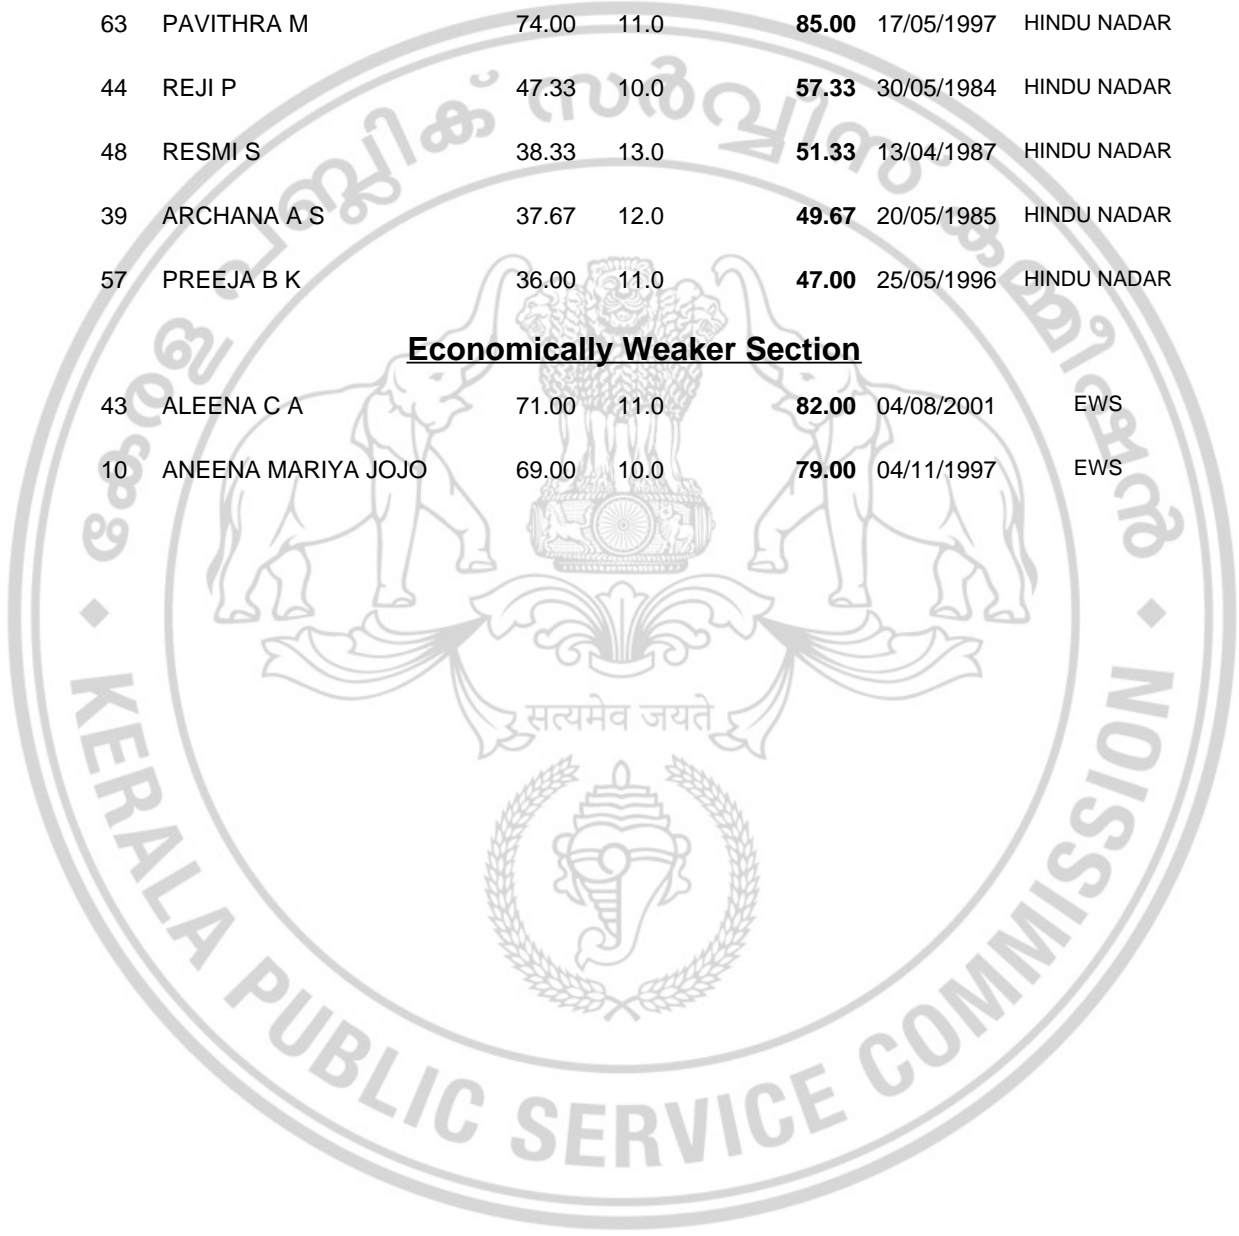 63 PAVITHRA M 74.00 11.0 85.00 17/05/1997 HINDU NADAR
44 REJI P 47.33 10.0 57.33 30/05/1984 HINDU NADAR
48 RESMI S 38.33 13.0 51.33 13/04/1987 HINDU NADAR
39 ARCHANA A S 37.67 12.0 49.67 20/05/1985 HINDU NADAR
57 PREEJA B K 36.00 11.0 47.00 25/05/1996 HINDU NADAR
Economically Weaker Section
43 ALEENA C A 71.00 11.0 82.00 04/08/2001 EWS
10 ANEENA MARIYA JOJO 69.00 10.0 79.00 04/11/1997 EWS
കേരള പബ്ലിക് സർവ്വീസ് കമ്മീഷൻ
सत्यमेव जयते
KERALA PUBLIC SERVICE COMMISSION